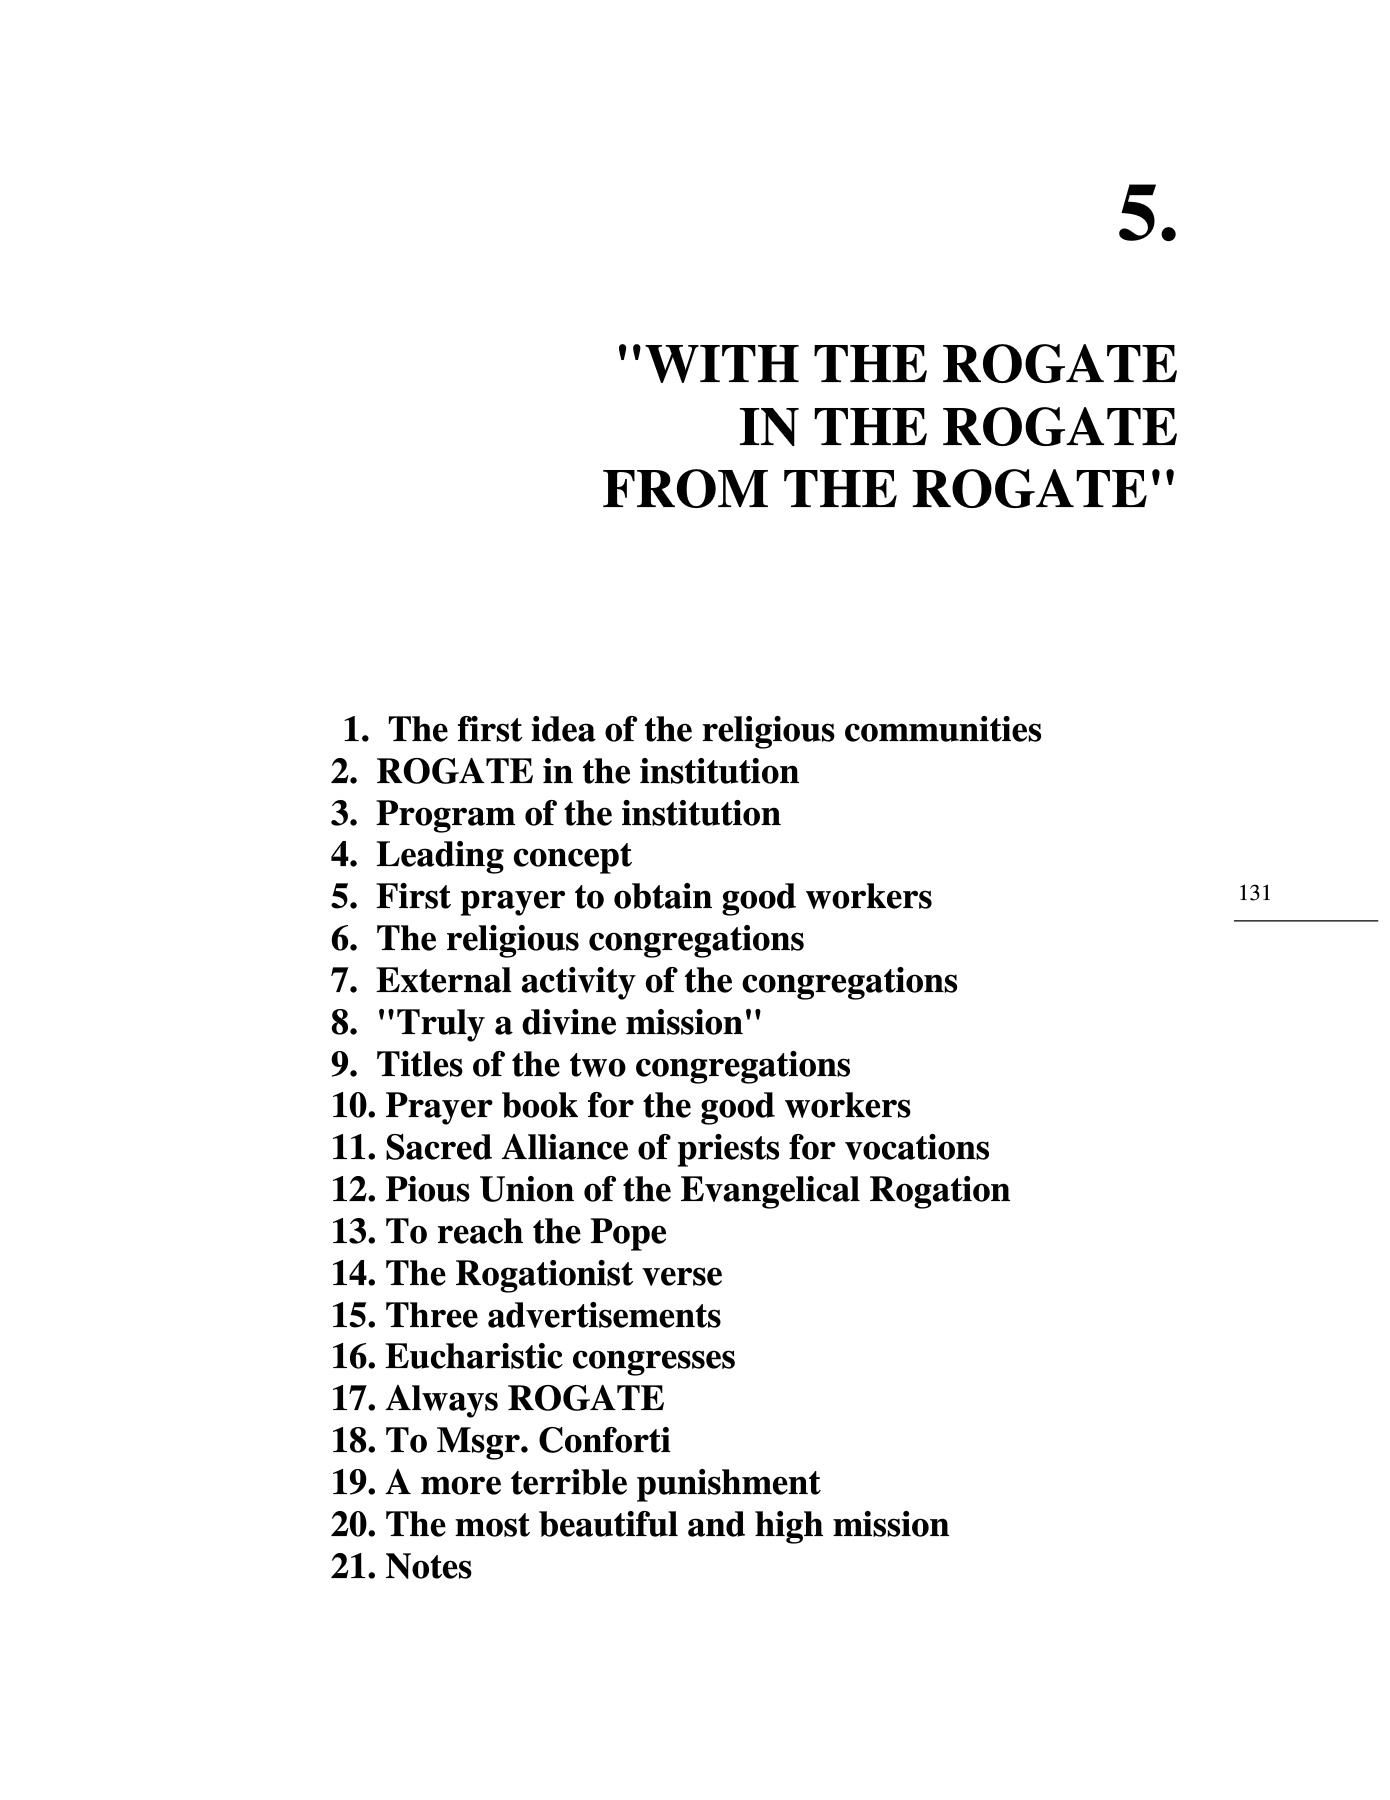 5.
"WITH THE ROGATE
IN THE ROGATE
FROM THE ROGATE"
1. The first idea of the religious communities
2. ROGATE in the institution
3. Program of the institution
4. Leading concept
5. First prayer to obtain good workers
131
6. The religious congregations
7. External activity of the congregations
8. "Truly a divine mission"
9. Titles of the two congregations
10. Prayer book for the good workers
11. Sacred Alliance of priests for vocations
12. Pious Union of the Evangelical Rogation
13. To reach the Pope
14. The Rogationist verse
15. Three advertisements
16. Eucharistic congresses
17. Always ROGATE
18. To Msgr. Conforti
19. A more terrible punishment
20. The most beautiful and high mission
21. Notes